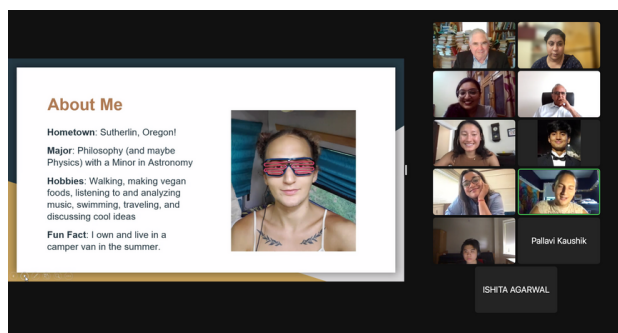 About Me
Hometown: Sutherlin, Oregon!
Major: Philosophy (and maybe
Physics) with a Minor in Astronomy
Hobbies: Walking, making vegan
foods, listening to and analyzing
music, swimming, traveling, and
discussing cool ideas
Fun Fact: I own and live in a
camper van in the summer.
Pallavi Kaushik
ISHITA AGARWAL